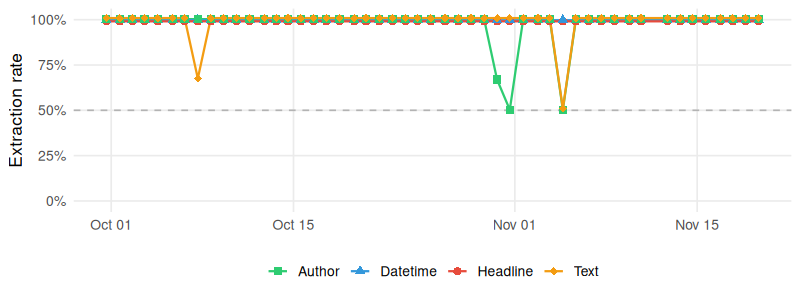 100%
75%
50%
25%
0%
Extraction rate
Oct 01 Oct 15 Nov 01 Nov 15
Author Datetime Headline Text